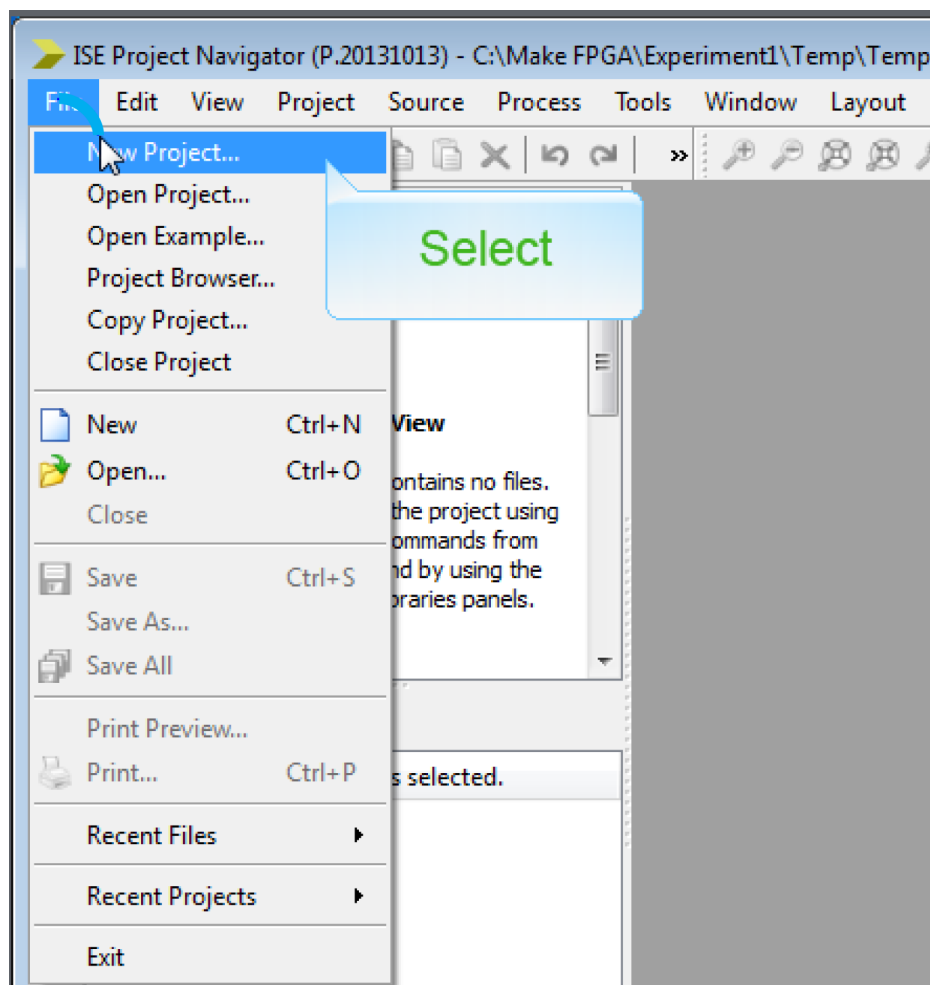 ISE Project Navigator (P.20131013) - C:\Make FPGA\Experiment1\Temp\Temp
File Edit View Project Source Process Tools Window Layout
New Project...
Open Project...
Select
Open Example...
Project Browser...
Copy Project...
Close Project
New Ctrl+N View
Open... Ctrl+O
ontains no files.
Close the project using
ommands from
Save Ctrl+S nd by using the
braries panels.
Save As...
Save All
Print Preview...
Print... Ctrl+P s selected.
Recent Files
Recent Projects
Exit